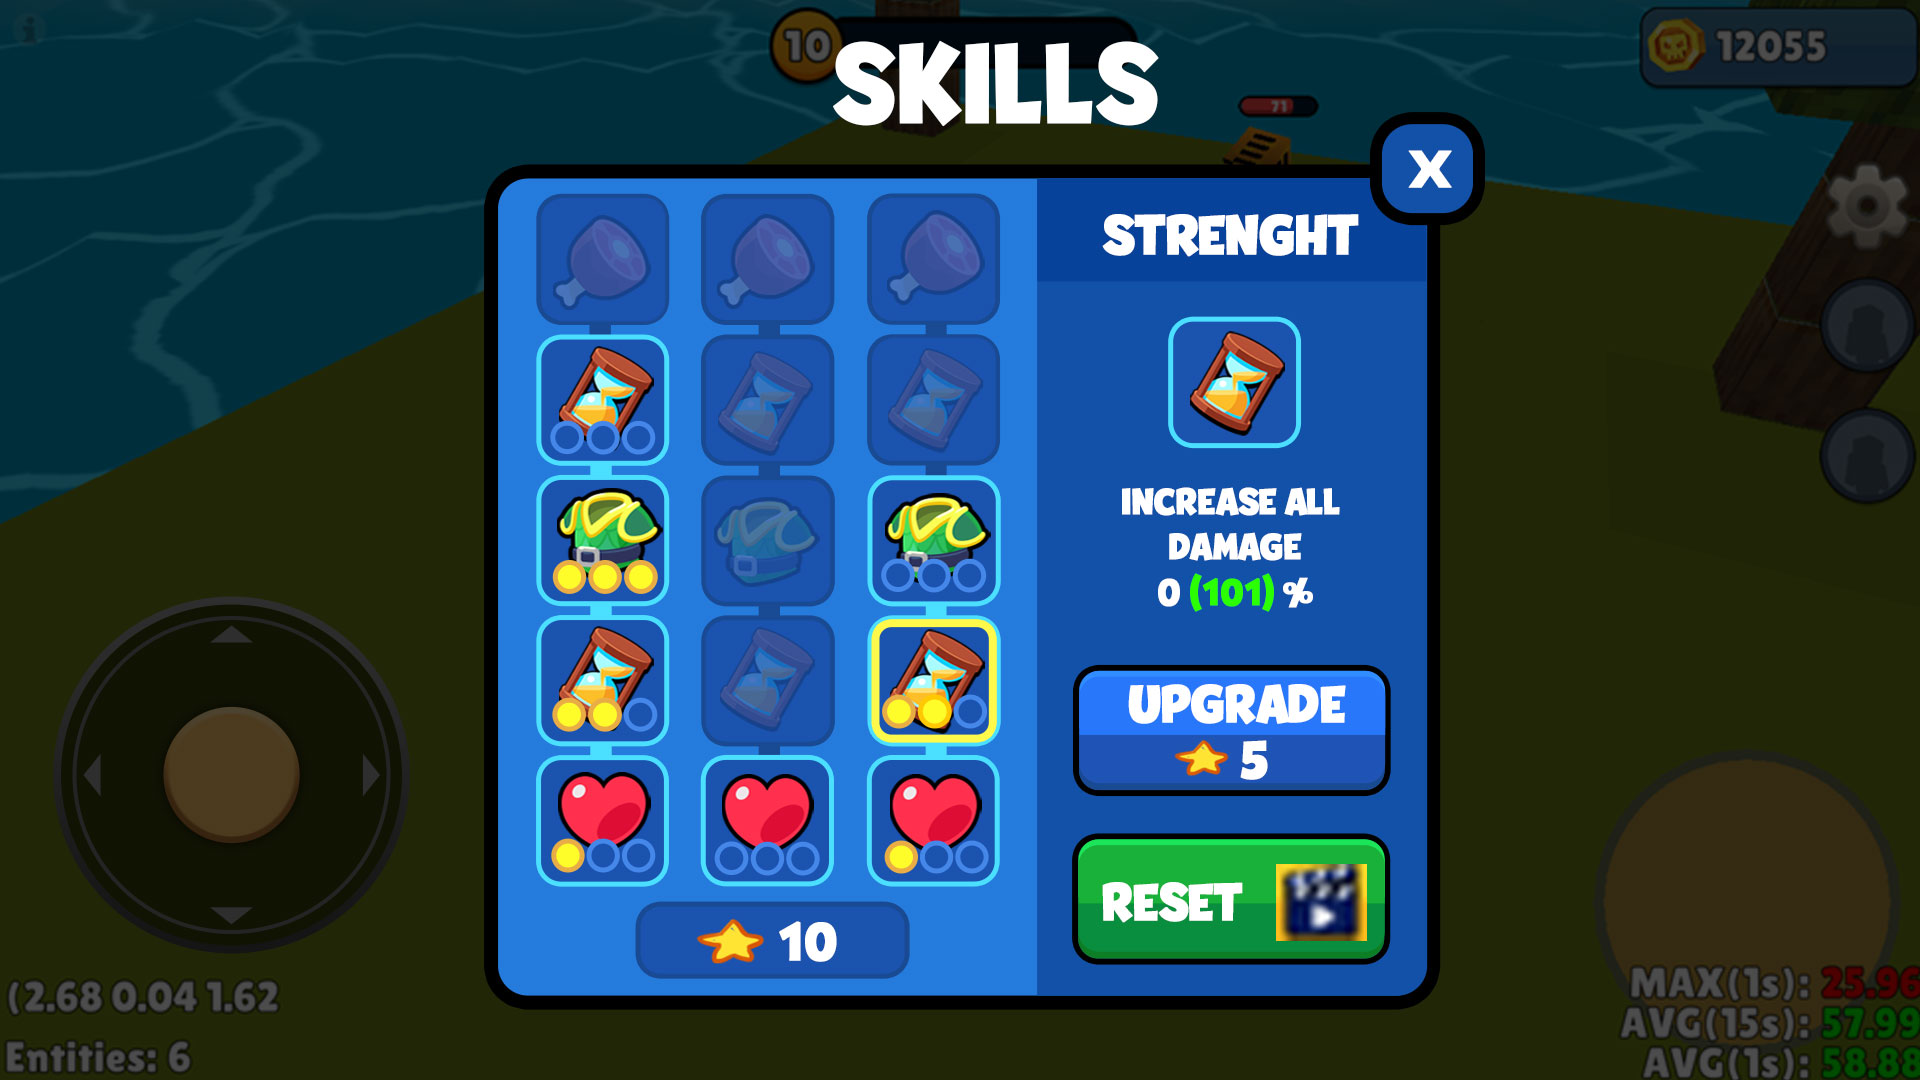 10
SKILLS
12055
71
X
STRENGHT
INCREASE ALL
DAMAGE
0 (101) %
UPGRADE
5
RESET
10
(2.68 0.04 1.62
Entities: 6
MAX(1s): 25.96
AVG(15s): 57.99
AVG(1s): 58.88